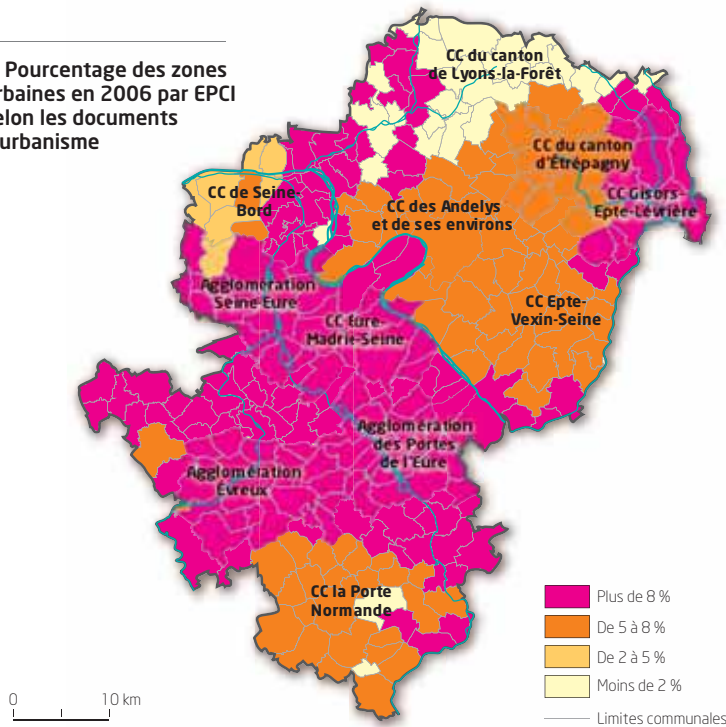 Pourcentage des zones
rbaines en 2006 par EPCI
elon les documents
urbanisme
CC du canton
de Lyons-la-Forêt
CC du canton
d'Étrépagny
CC Gisors-
Epte-Lévrière
CC de Seine-
Bord
CC des Andelys
et de ses environs
Agglomération
Seine-Eure
CC Epte-
Vexin-Seine
CC Eure-
Madrie-Seine
Agglomération
des Portes
de l'Eure
Agglomération
Évreux
CC la Porte
Normande
Plus de 8 %
De 5 à 8 %
De 2 à 5 %
Moins de 2 %
Limites communales
0 10 km